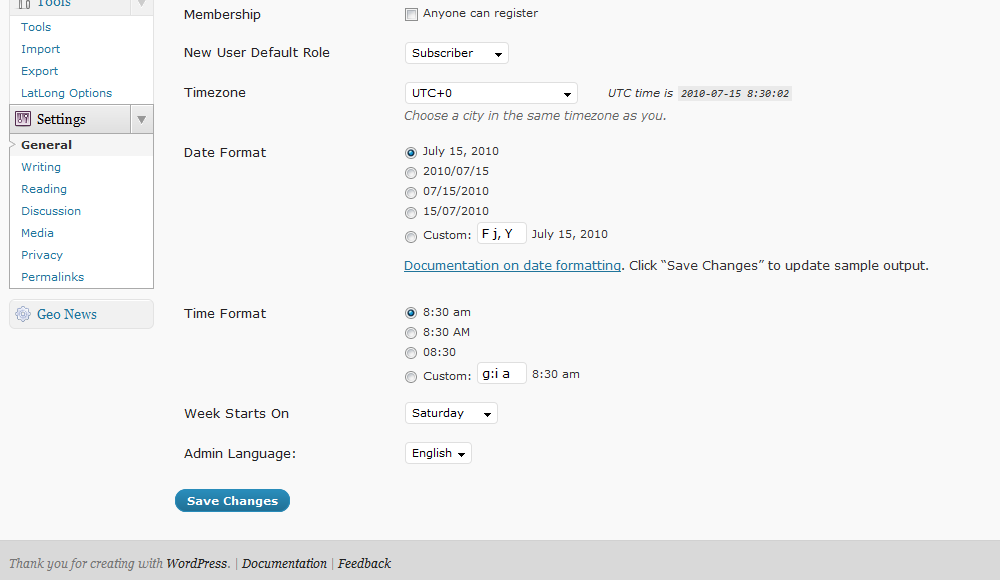 Tools
Tools
Import
Export
LatLong Options
Settings
General
Writing
Reading
Discussion
Media
Privacy
Permalinks
Geo News
Membership
Anyone can register
New User Default Role
Subscriber
Timezone
UTC+0
UTC time is 2010-07-15 8:30:02
Choose a city in the same timezone as you.
Date Format
July 15, 2010
2010/07/15
07/15/2010
15/07/2010
Custom: F j, Y July 15, 2010
Documentation on date formatting. Click “Save Changes” to update sample output.
Time Format
8:30 am
8:30 AM
08:30
Custom: g:i a 8:30 am
Week Starts On
Saturday
Admin Language:
English
Save Changes
Thank you for creating with WordPress. | Documentation | Feedback